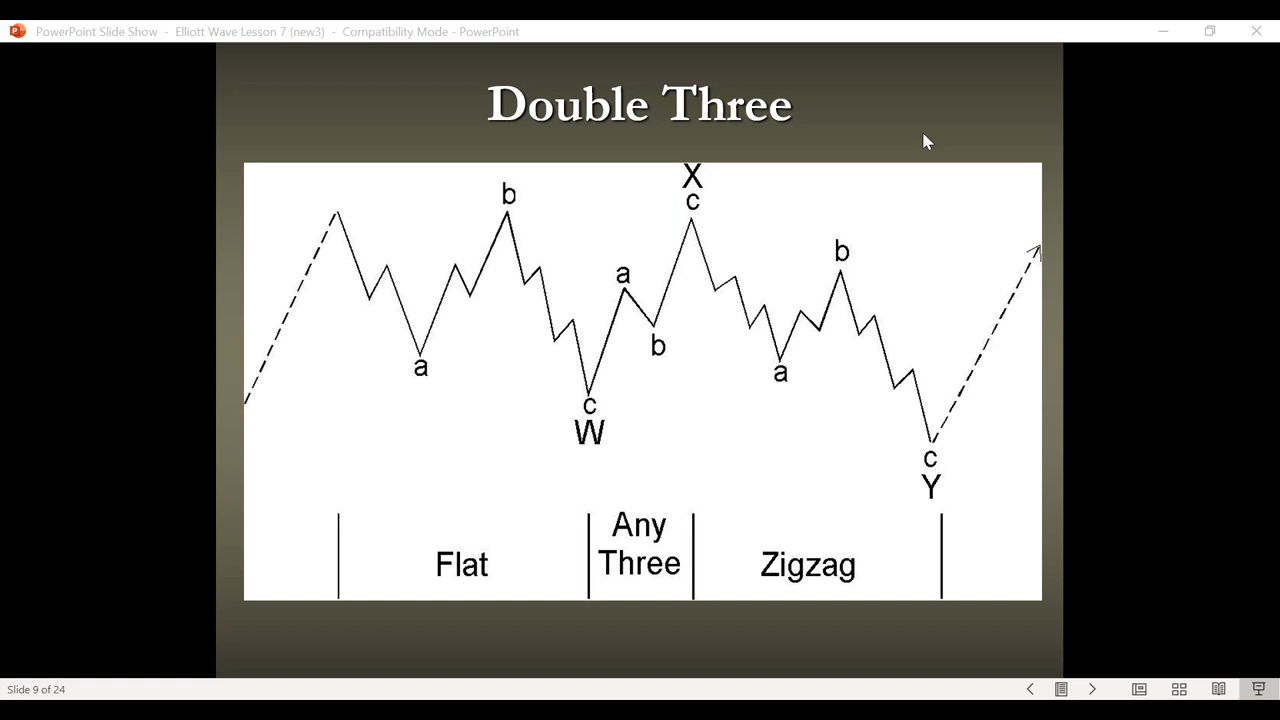 PowerPoint Slide Show - Elliott Wave Lesson 7 (new3) - Compatibility Mode - PowerPoint
Double Three
X
c
b
b
a
a
b
a
c
W
c
Y
Flat
Any
Three
Zigzag
Slide 9 of 24